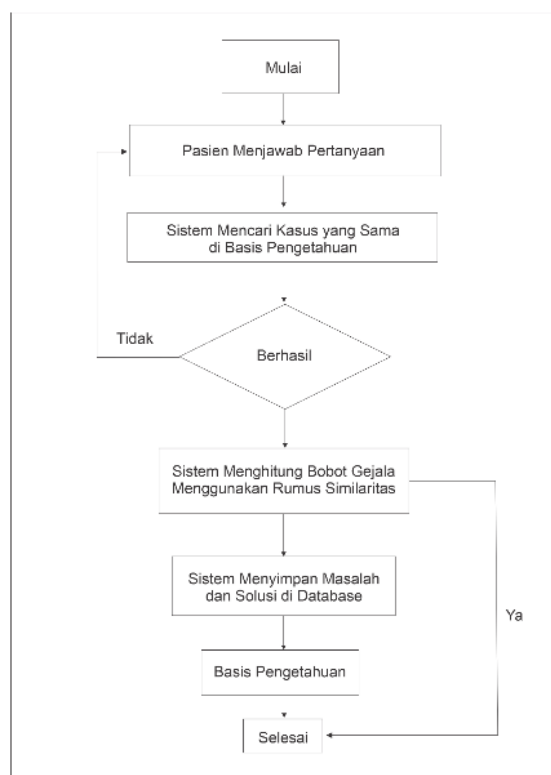 Mulai
Pasien Menjawab Pertanyaan
Sistem Mencari Kasus yang Sama
di Basis Pengetahuan
Tidak
Berhasil
Sistem Menghitung Bobot Gejala
Menggunakan Rumus Similaritas
Sistem Menyimpan Masalah
dan Solusi di Database
Ya
Basis Pengetahuan
Selesai